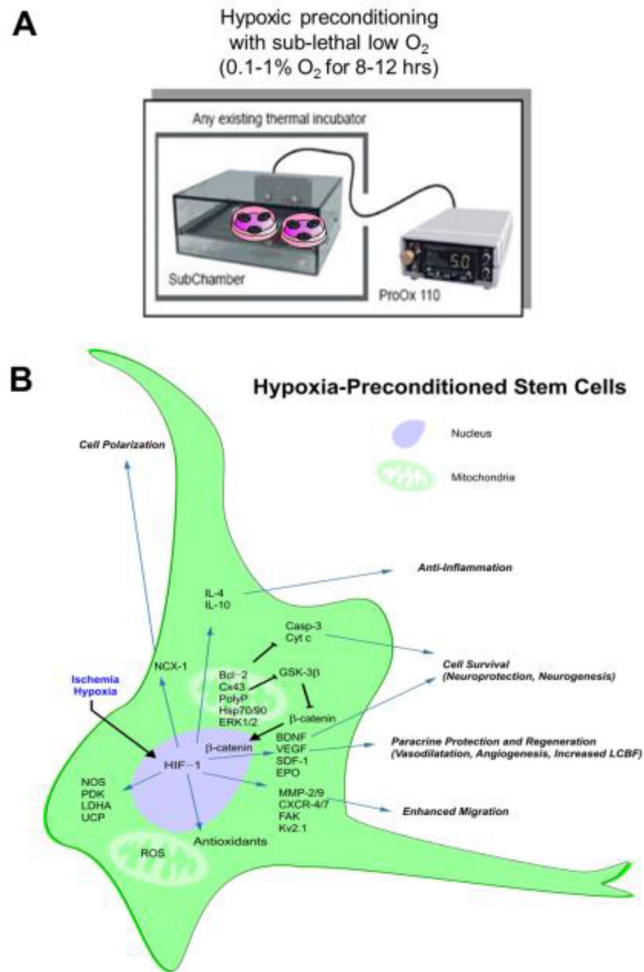 A
Hypoxic preconditioning
with sub-lethal low O₂
(0.1-1% O₂ for 8-12 hrs)
Any existing thermal incubator
SubChamber
5.0
ProOx 110
B
Hypoxia-Preconditioned Stem Cells
Nucleus
Mitochondria
Cell Polarization
IL-4
IL-10
Anti-Inflammation
Casp-3
Cyt c
Cell Survival
(Neuroprotection, Neurogenesis)
NCX-1
Ischemia
Hypoxia
Bcl-2
Cx43
PolyP
Hsp70/90
ERK1/2
GSK-3β
β-catenin
β-catenin
HIF-1
BDNF
VEGF
SDF-1
EPO
Paracrine Protection and Regeneration
(Vasodilatation, Angiogenesis, Increased LCBF)
NOS
PDK
LDHA
UCP
MMP-2/9
CXCR-4/7
FAK
Kv2.1
Enhanced Migration
Antioxidants
ROS